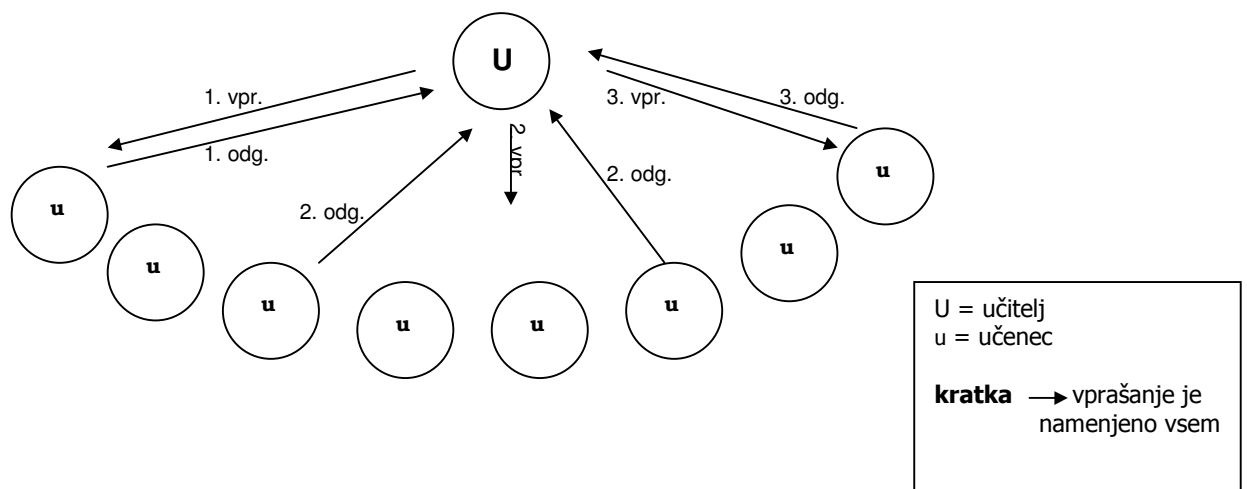 U
1. vpr.
1. odg.
2. odg.
2. vpr
2. odg.
3. vpr.
3. odg.
u
u
u
u
u
u
u
u
U = učitelj
u = učenec
kratka → vprašanje je
namenjeno vsem